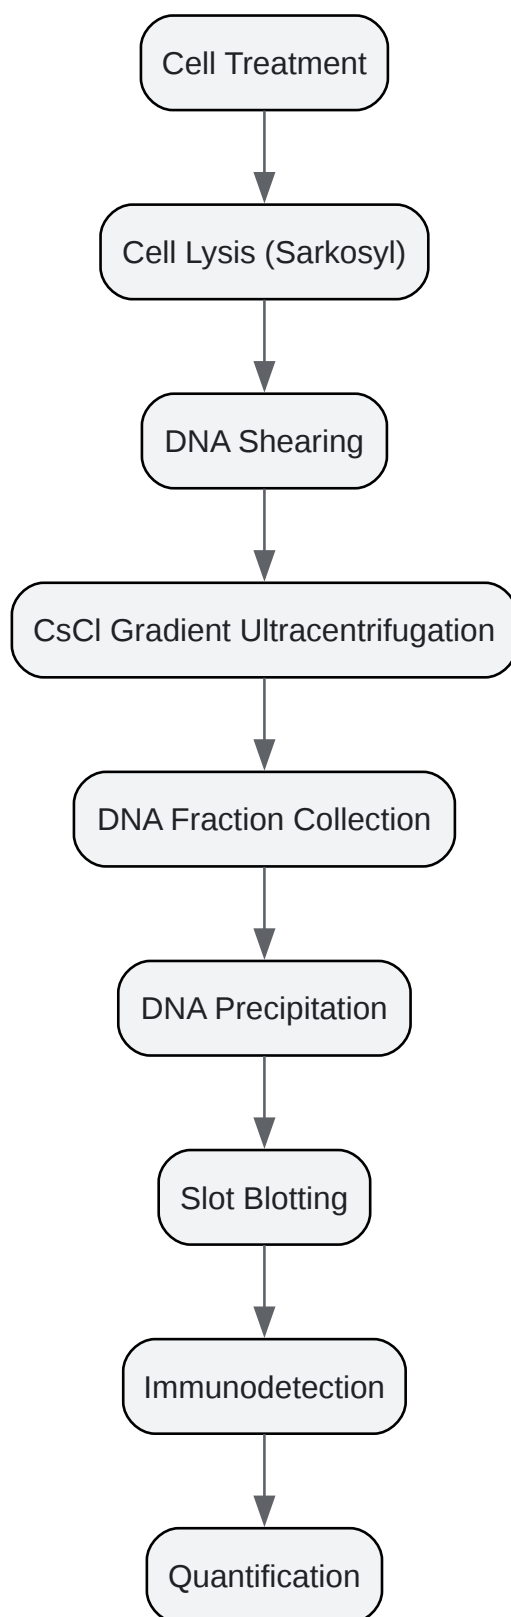 Cell Treatment
Cell Lysis (Sarkosyl)
DNA Shearing
CsCl Gradient Ultracentrifugation
DNA Fraction Collection
DNA Precipitation
Slot Blotting
Immunodetection
Quantification